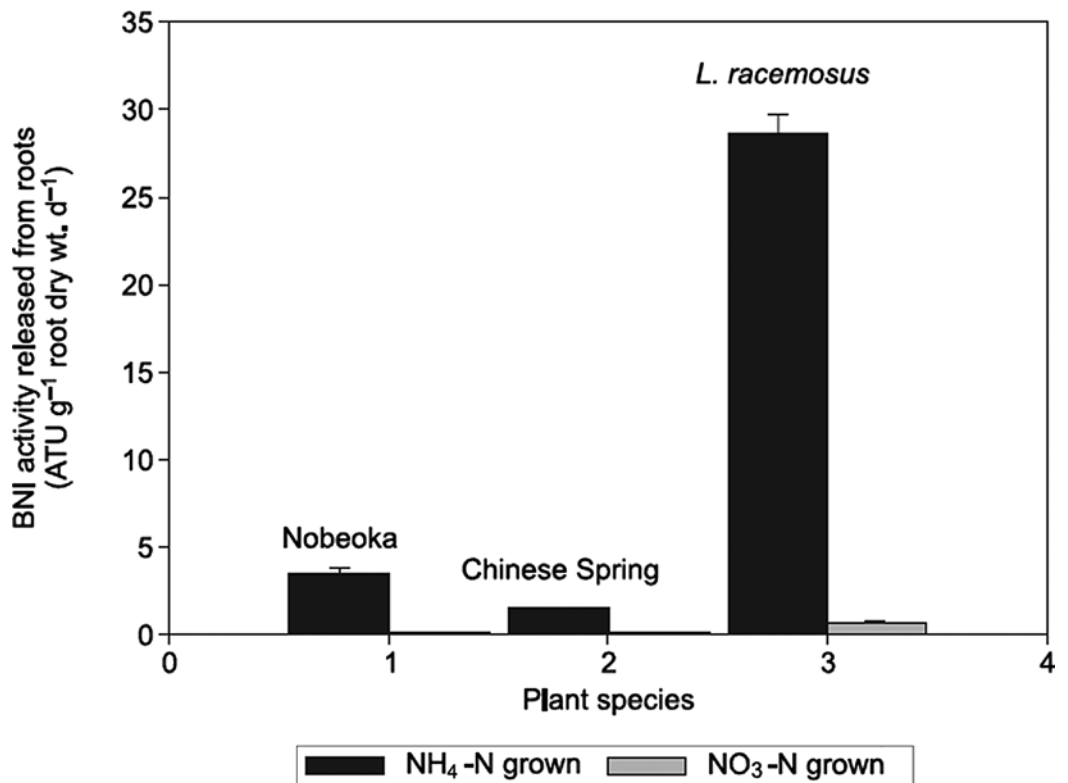 BNI activity released from roots
(ATU g⁻¹ root dry wt. d⁻¹)
35
30
25
20
15
10
5
0
L. racemosus
Nobeoka
Chinese Spring
0 1 2 3 4
Plant species
NH₄-N grown NO₃-N grown